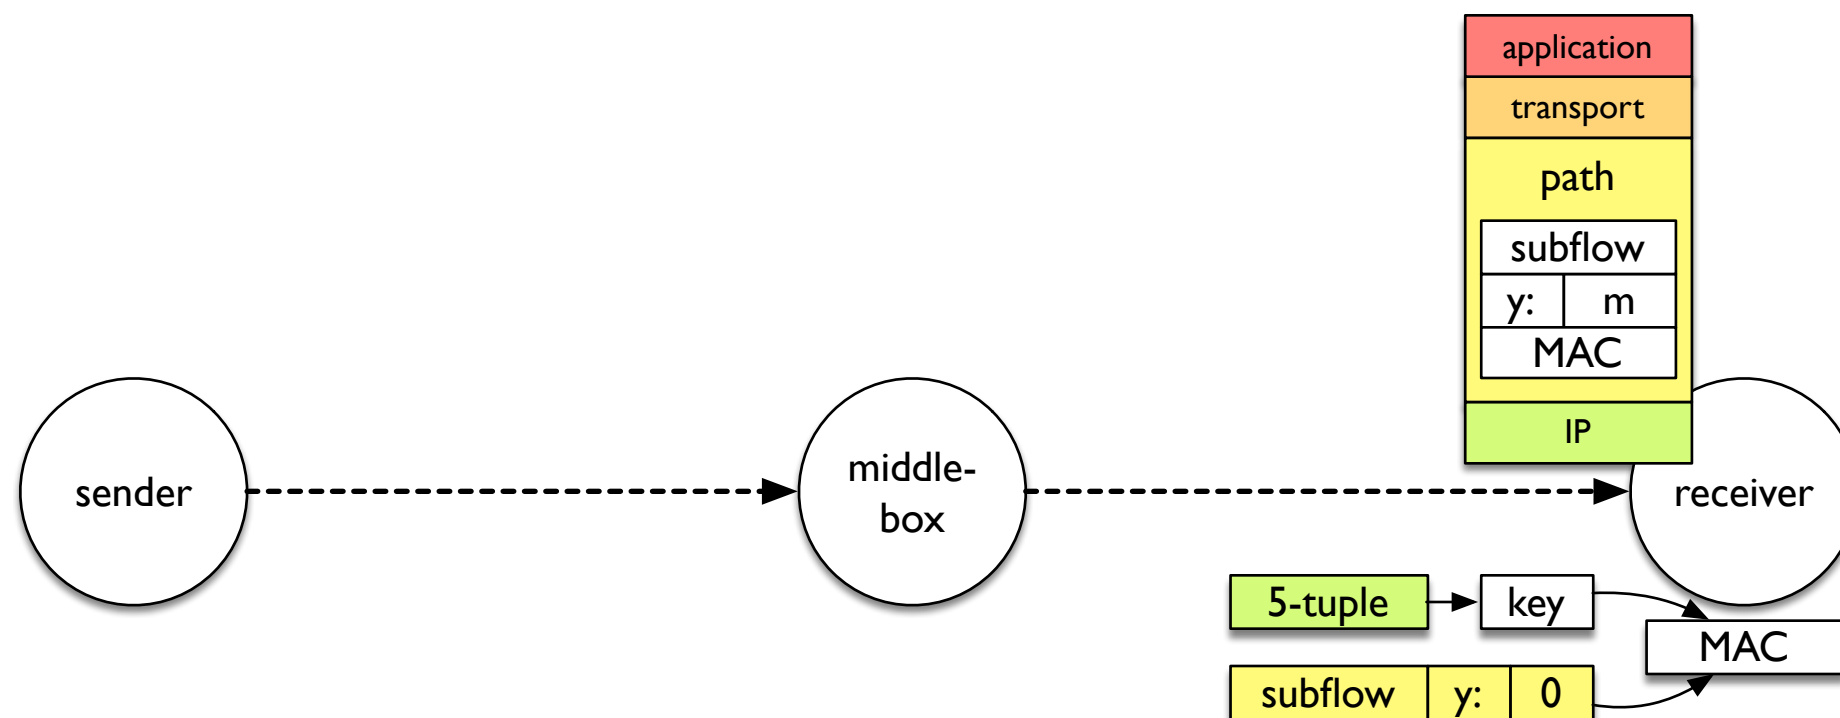 application
transport
path
subflow
y: m
MAC
IP
sender
middle-
box
receiver
5-tuple key
MAC
subflow y: 0